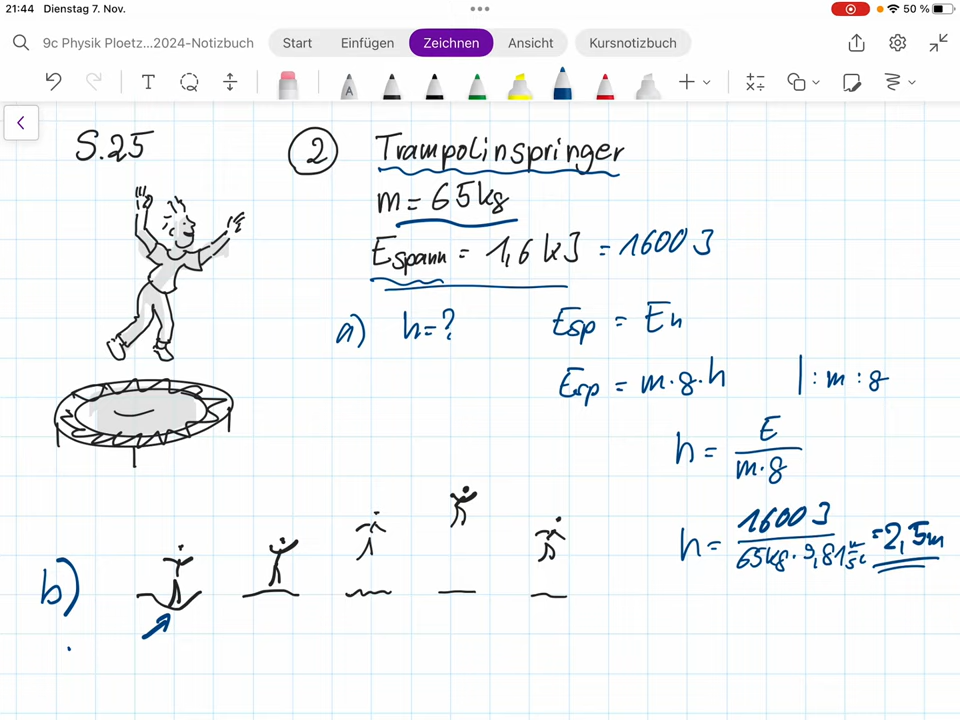 21:44 Dienstag 7. Nov.
50 %
9c Physik Ploetz...2024-Notizbuch
Start
Einfügen
Zeichnen
Ansicht
Kursnotizbuch
T
A
S.25
② Trampolinspringer
m = 65kg
Espann = 1,6 kJ = 1600 J
a) h = ?
Esp = Eh
Esp = m·g·h |:m :g
h = E / m·g
h = 1600 J / 65kg · 9,81 = 2,5m
b)